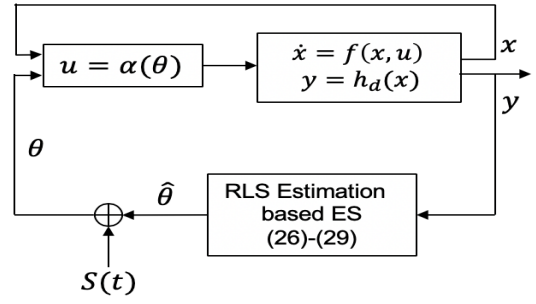 x
u = α(θ)
ẋ = f(x, u)
y = h_d(x)
y
θ
θ̂
RLS Estimation
based ES
(26)-(29)
S(t)